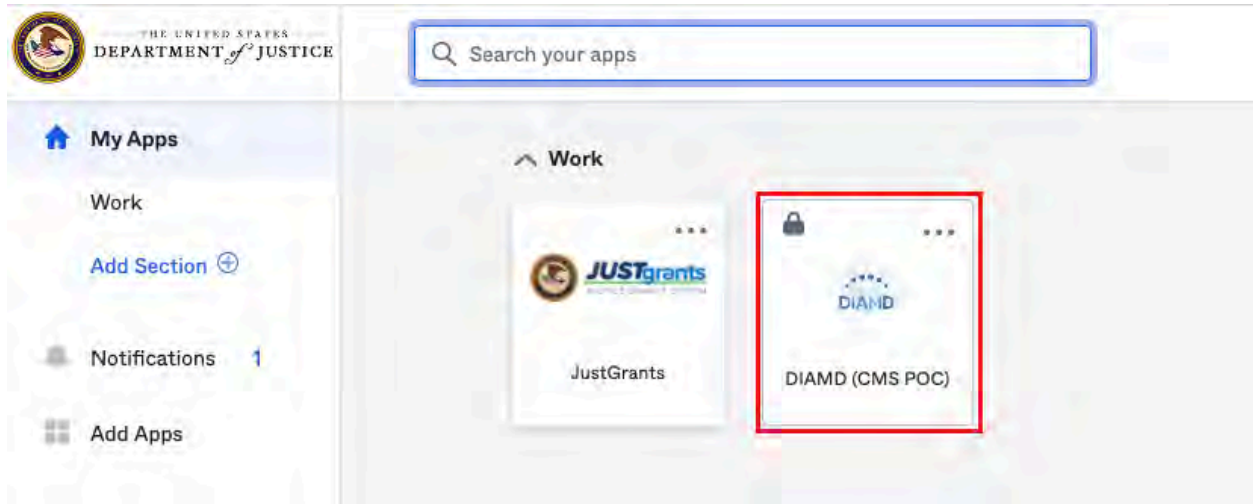 THE UNITED STATES
DEPARTMENT of JUSTICE
Search your apps
My Apps
Work
Add Section
Notifications 1
Add Apps
Work
JUSTgrants
JustGrants
DIAMD
DIAMD (CMS POC)